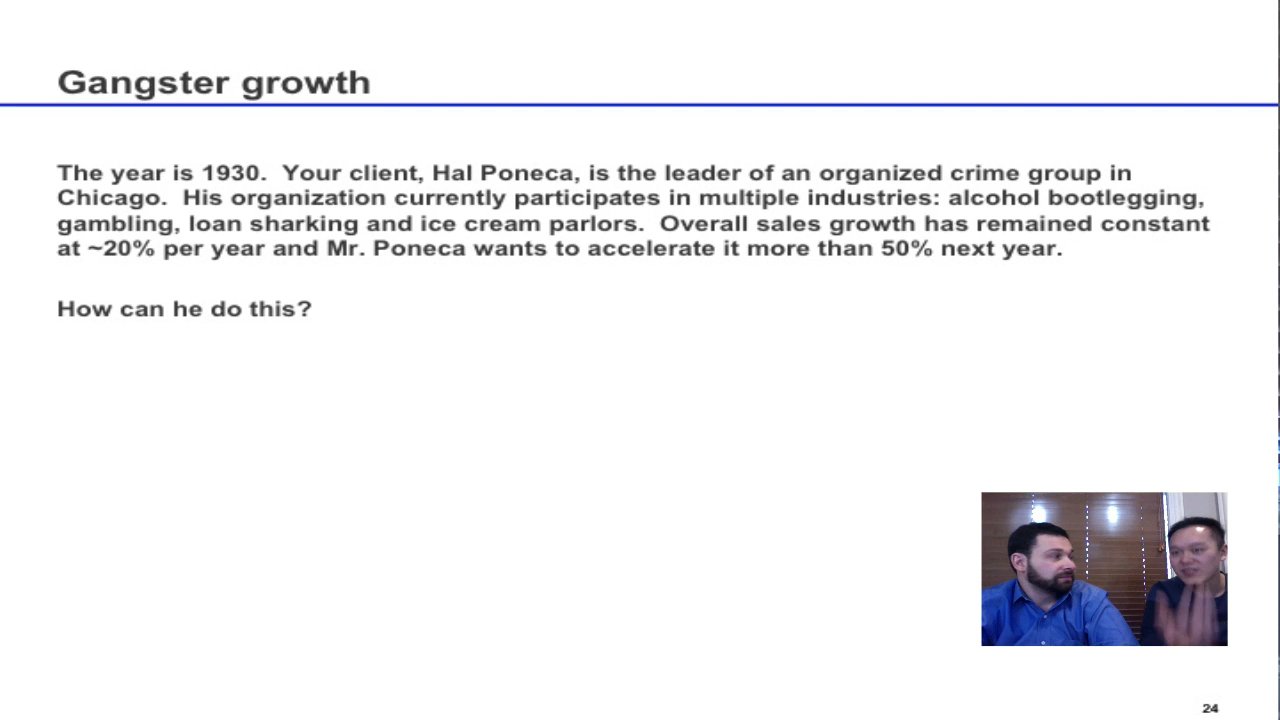 Gangster growth
The year is 1930.  Your client, Hal Poneca, is the leader of an organized crime group in
Chicago.  His organization currently participates in multiple industries: alcohol bootlegging,
gambling, loan sharking and ice cream parlors.  Overall sales growth has remained constant
at ~20% per year and Mr. Poneca wants to accelerate it more than 50% next year.
How can he do this?
24